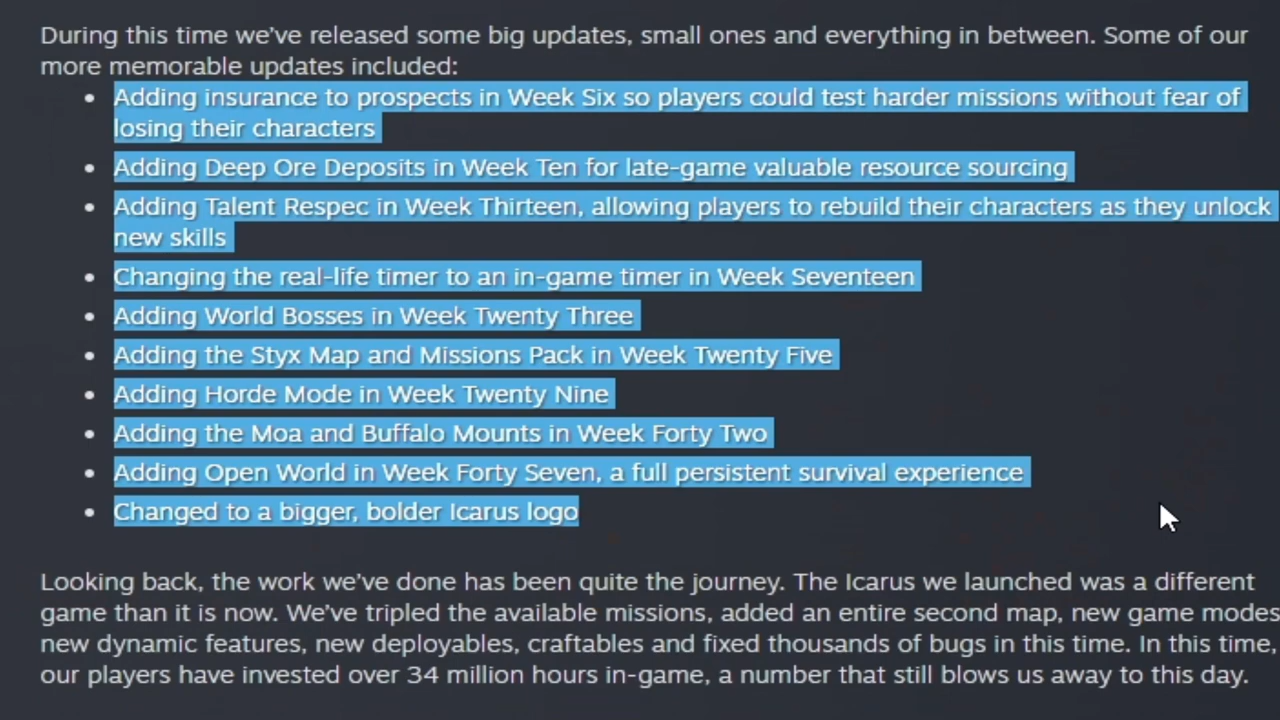 During this time we've released some big updates, small ones and everything in between. Some of our
more memorable updates included:
• Adding insurance to prospects in Week Six so players could test harder missions without fear of
losing their characters
• Adding Deep Ore Deposits in Week Ten for late-game valuable resource sourcing
• Adding Talent Respec in Week Thirteen, allowing players to rebuild their characters as they unlock
new skills
• Changing the real-life timer to an in-game timer in Week Seventeen
• Adding World Bosses in Week Twenty Three
• Adding the Styx Map and Missions Pack in Week Twenty Five
• Adding Horde Mode in Week Twenty Nine
• Adding the Moa and Buffalo Mounts in Week Forty Two
• Adding Open World in Week Forty Seven, a full persistent survival experience
• Changed to a bigger, bolder Icarus logo
Looking back, the work we've done has been quite the journey. The Icarus we launched was a different
game than it is now. We've tripled the available missions, added an entire second map, new game modes
new dynamic features, new deployables, craftables and fixed thousands of bugs in this time. In this time,
our players have invested over 34 million hours in-game, a number that still blows us away to this day.